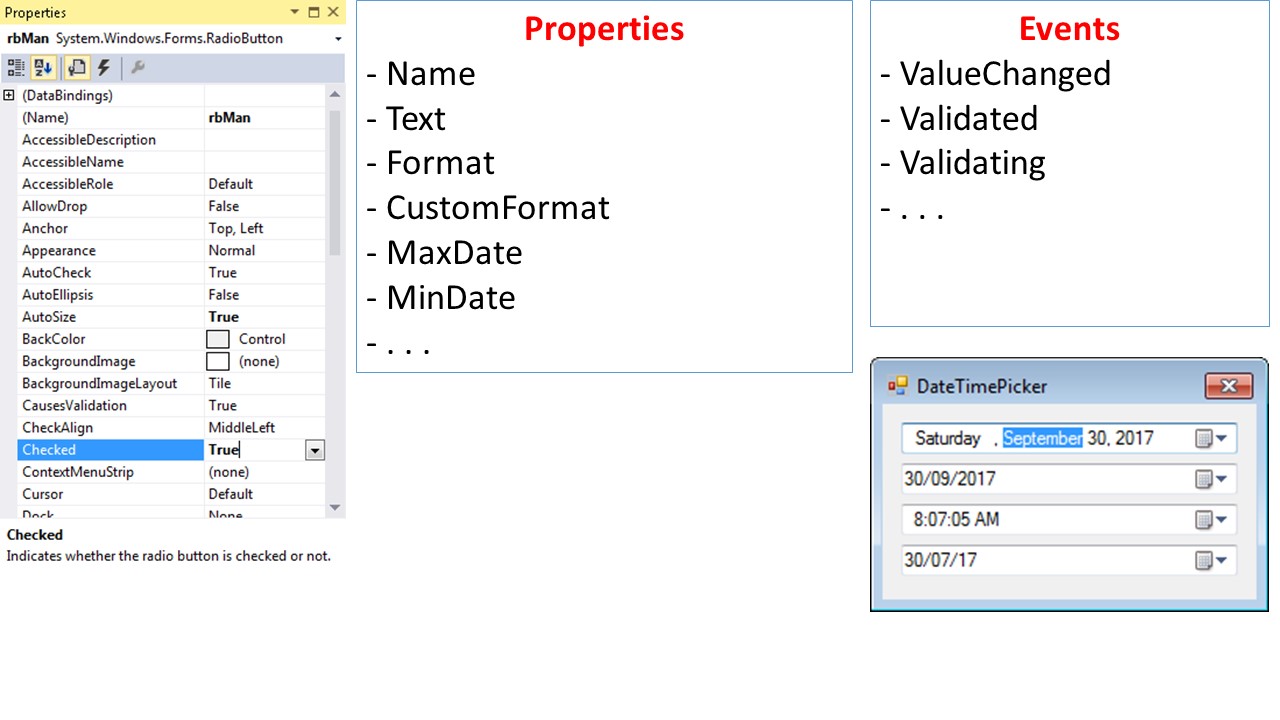 Properties
rbMan System.Windows.Forms.RadioButton
(DataBindings)
(Name) rbMan
AccessibleDescription
AccessibleName
AccessibleRole Default
AllowDrop False
Anchor Top, Left
Appearance Normal
AutoCheck True
AutoEllipsis False
AutoSize True
BackColor Control
BackgroundImage (none)
BackgroundImageLayout Tile
CausesValidation True
CheckAlign MiddleLeft
Checked True
ContextMenuStrip (none)
Cursor Default
Dock None
Checked
Indicates whether the radio button is checked or not.
Properties
- Name
- Text
- Format
- CustomFormat
- MaxDate
- MinDate
- . . .
Events
- ValueChanged
- Validated
- Validating
- . . .
DateTimePicker
Saturday , September 30, 2017
30/09/2017
8:07:05 AM
30/07/17